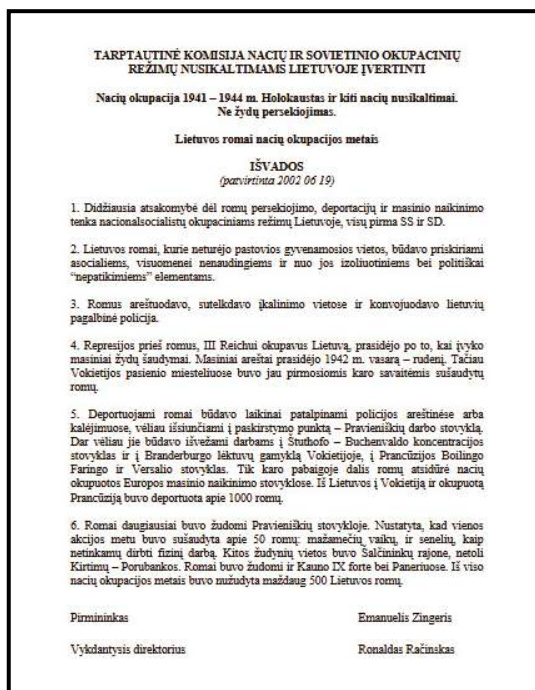 TARPTAUTINĖ KOMISIJA NACIŲ IR SOVIETINIO OKUPACINIŲ
REŽIMŲ NUSIKALTIMAMS LIETUVOJE ĮVERTINTI
Nacių okupacija 1941 – 1944 m. Holokaustas ir kiti nacių nusikaltimai.
Ne žydų persekiojimas.
Lietuvos romai nacių okupacijos metais
IŠVADOS
(patvirtinta 2002 06 19)
1. Didžiausia atsakomybė dėl romų persekiojimo, deportacijų ir masinio naikinimo
tenka nacionalsocialistų okupaciniams režimų Lietuvoje, visų pirma SS ir SD.
2. Lietuvos romai, kurie neturėjo pastovios gyvenamosios vietos, būdavo priskiriami
asocialiems, visuomenei nenaudingiems ir nuo jos izoliuotiniems bei politiškai
“nepatikimiems” elementams.
3. Romus areštuodavo, sutelkdavo įkalinimo vietose ir konvojuodavo lietuvių
pagalbinė policija.
4. Represijos prieš romus, III Reichui okupavus Lietuvą, prasidėjo po to, kai įvyko
masiniai žydų šaudymai. Masiniai areštai prasidėjo 1942 m. vasarą – rudenį. Tačiau
Vokietijos pasienio miesteliuose buvo jau pirmosiomis karo savaitėmis sušaudytų
romų.
5. Deportuojami romai būdavo laikinai patalpinami policijos areštinėse arba
kalėjimuose, vėliau išsiunčiami į paskirstymo punktą – Pravieniškių darbo stovyklą.
Dar vėliau jie būdavo išvežami darbams į Štuthofo – Buchenvaldo koncentracijos
stovyklas ir į Branderburgo lėktuvų gamyklą Vokietijoje, į Prancūzijos Boilingo
Faringo ir Versalio stovyklas. Tik karo pabaigoje dalis romų atsidūrė nacių
okupuotos Europos masinio naikinimo stovyklose. Iš Lietuvos į Vokietiją ir okupuotą
Prancūziją buvo deportuota apie 1000 romų.
6. Romai daugiausiai buvo žudomi Pravieniškių stovykloje. Nustatyta, kad vienos
akcijos metu buvo sušaudyta apie 50 romų: mažamečių vaikų, ir senelių, kaip
netinkamų dirbti fizinį darbą. Kitos žudynių vietos buvo Šalčininkų rajone, netoli
Kirtimų – Porubankos. Romai buvo žudomi ir Kauno IX forte bei Paneriuose. Iš viso
nacių okupacijos metais buvo nužudyta maždaug 500 Lietuvos romų.
Pirmininkas Emanuelis Zingeris
Vykdantysis direktorius Ronaldas Račinskas